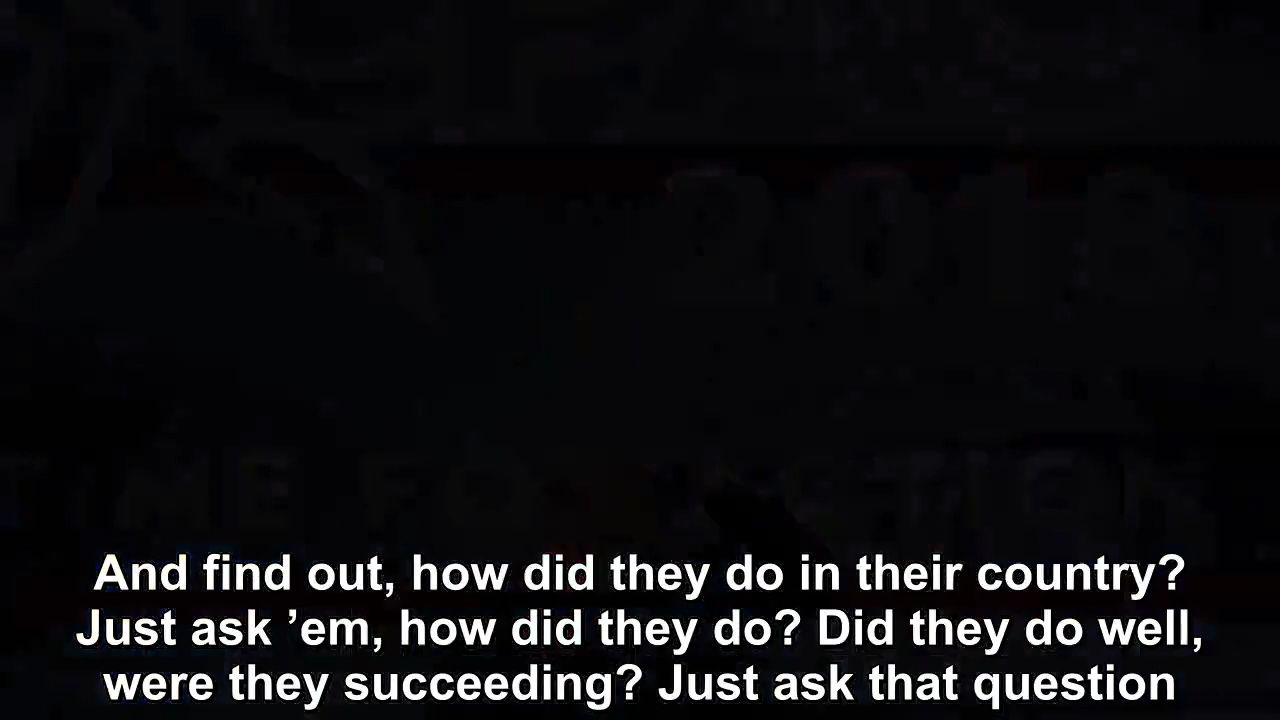 And find out, how did they do in their country?
Just ask ’em, how did they do? Did they do well,
were they succeeding? Just ask that question